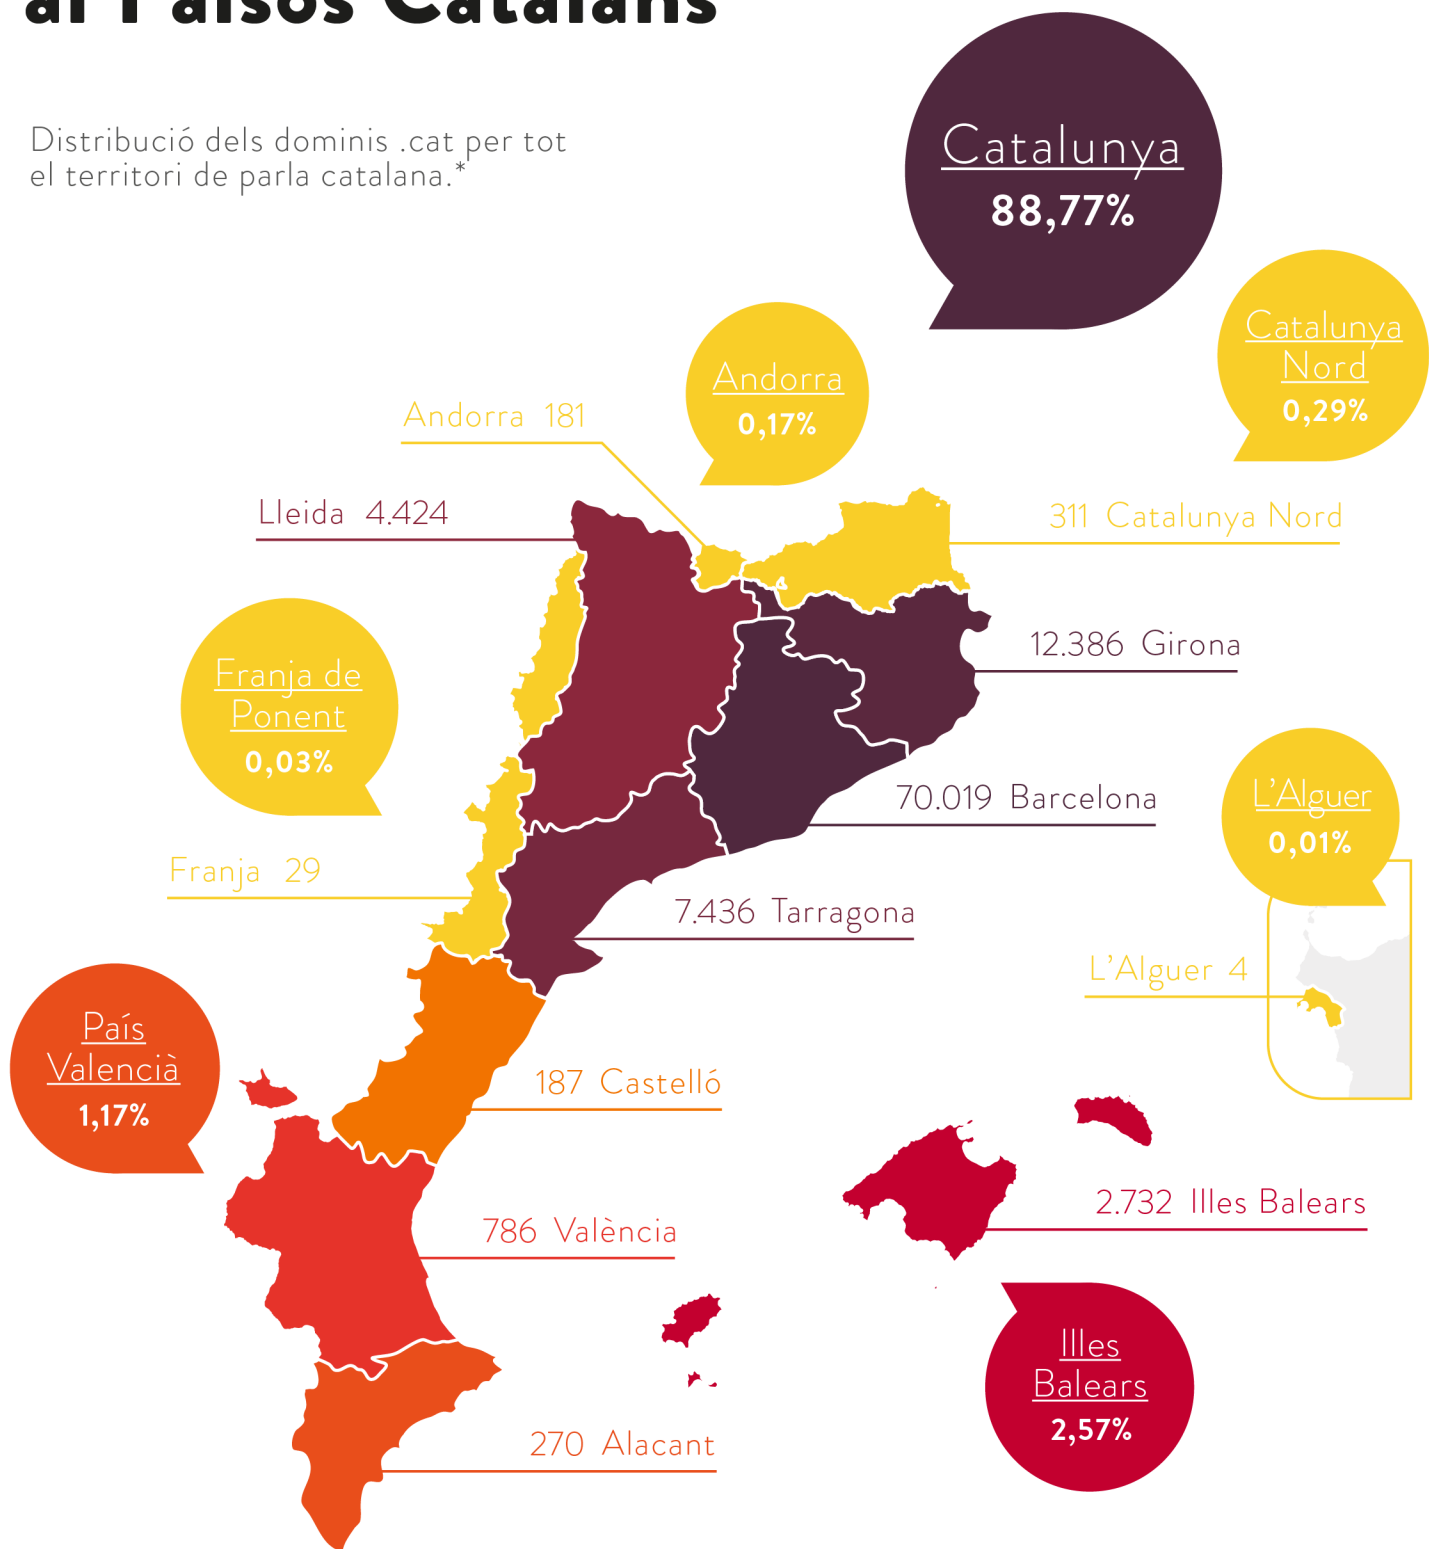 al Països Catalans
Distribució dels dominis .cat per tot
el territori de parla catalana.*
Catalunya
88,77%
Catalunya
Nord
0,29%
Andorra
0,17%
Andorra 181
Lleida 4.424
311 Catalunya Nord
12.386 Girona
Franja de
Ponent
0,03%
70.019 Barcelona
L'Alguer
0,01%
Franja 29
7.436 Tarragona
L'Alguer 4
País
Valencià
1,17%
187 Castelló
2.732 Illes Balears
786 València
Illes
Balears
2,57%
270 Alacant